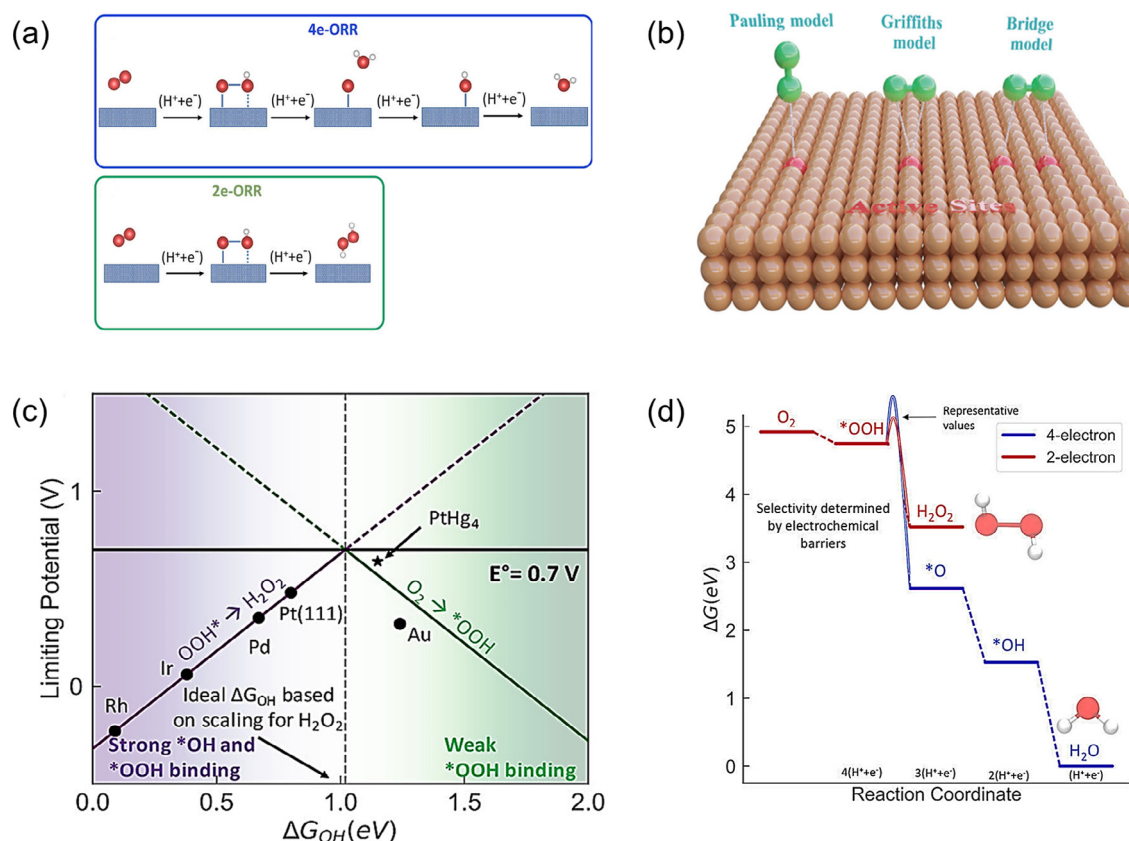 (a)
4e-ORR
(H⁺+e⁻)
(H⁺+e⁻)
(H⁺+e⁻)
(H⁺+e⁻)
2e-ORR
(H⁺+e⁻)
(H⁺+e⁻)
(b)
Pauling model
Griffiths
model
Bridge
model
Active Sites
(c)
Limiting Potential (V)
1
0
PtHg₄
E°= 0.7 V
OOH* → H₂O₂
O₂ → *OOH
Pt(111)
Au
Pd
Ir
Rh
Ideal ΔG_OH based
on scaling for H₂O₂
Strong *OH and
*OOH binding
Weak
*OOH binding
0.0
0.5
1.0
1.5
2.0
ΔG_OH(eV)
(d)
ΔG(eV)
5
4
3
2
1
0
O₂
*OOH
Representative
values
4-electron
2-electron
Selectivity determined
by electrochemical
barriers
H₂O₂
*O
*OH
H₂O
4(H⁺+e⁻)
3(H⁺+e⁻)
2(H⁺+e⁻)
(H⁺+e⁻)
Reaction Coordinate